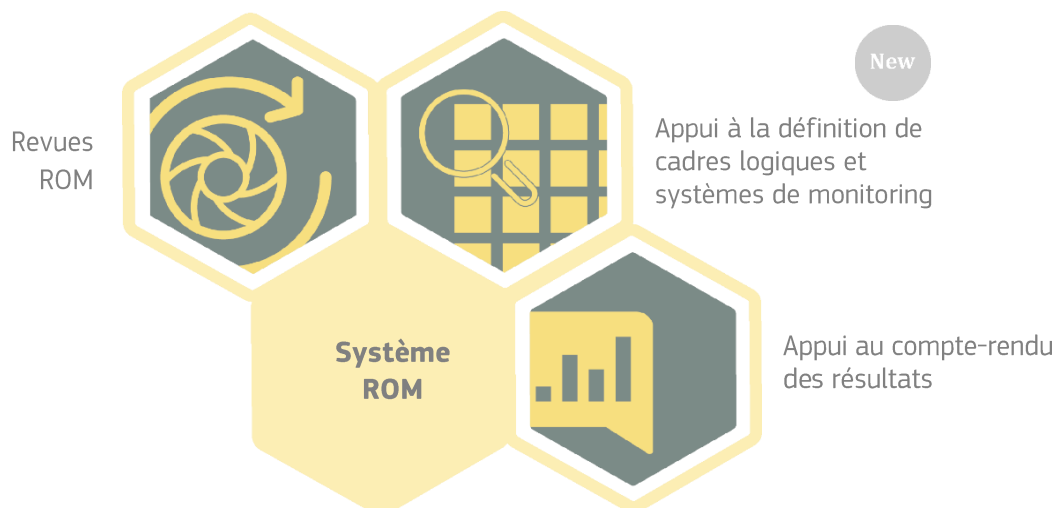 New
Revues
ROM
Appui à la définition de
cadres logiques et
systèmes de monitoring
Système
ROM
Appui au compte-rendu
des résultats